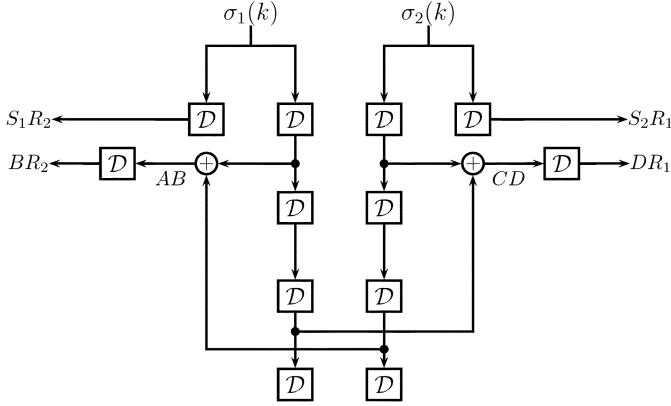 σ₁(k) σ₂(k)
S₁R₂ 𝒟 𝒟 𝒟 𝒟 S₂R₁
BR₂ 𝒟 + + 𝒟 DR₁
AB CD
𝒟 𝒟
𝒟 𝒟
𝒟 𝒟